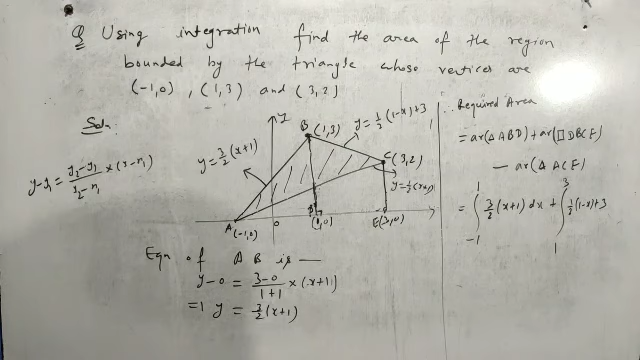 Q Using integration find the area of the region
bounded by the triangle whose vertices are
(-1,0), (1,3) and (3,2)
Soln:
y-y₁ = (y₂-y₁)/(x₂-x₁) × (x-x₁)
y
B (1,3)
y = 1/2(1-x)+3
y = 3/2(x+1)
C (3,2)
y = 1/2(x+1)
A (-1,0)
0
(1,0)
E(3,0)
Eqn of AB is —
y-0 = (3-0)/(1+1) × (x+1)
=) y = 3/2(x+1)
∴ Required Area
= ar(△ABD) + ar(□DBCE)
— ar(△ACE)
= ∫₋₁¹ 3/2(x+1) dx + ∫₁³ 1/2(1-x)+3